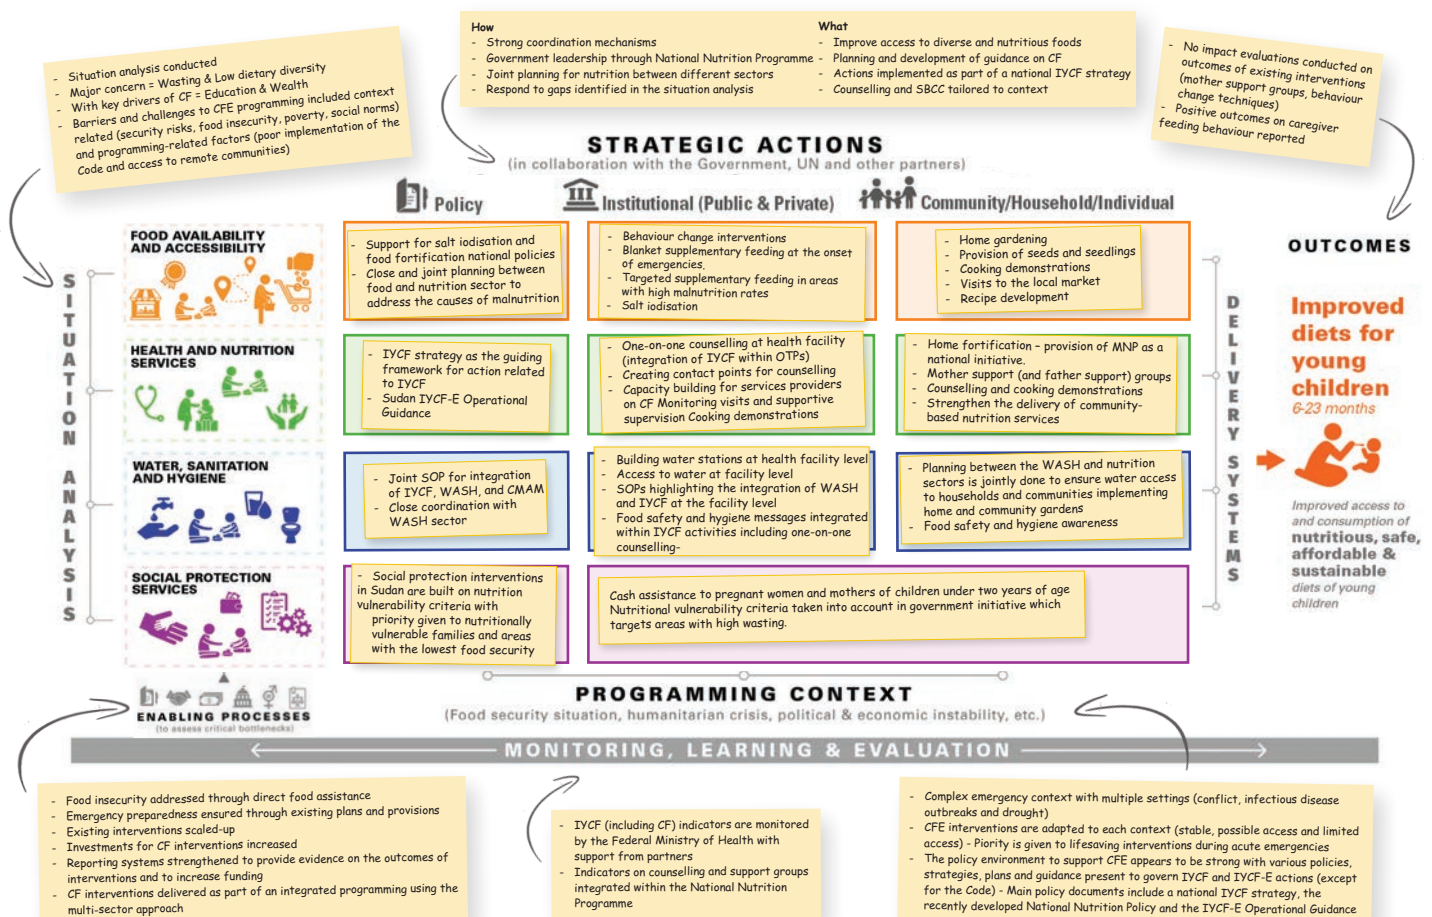 - Situation analysis conducted
- Major concern = Wasting & Low dietary diversity
- With key drivers of CF = Education & Wealth
- Barriers and challenges to CFE programming included context
related (security risks, food insecurity, poverty, social norms)
and programming-related factors (poor implementation of the
Code and access to remote communities)
How
- Strong coordination mechanisms
- Government leadership through National Nutrition Programme
- Joint planning for nutrition between different sectors
- Respond to gaps identified in the situation analysis
What
- Improve access to diverse and nutritious foods
- Planning and development of guidance on CF
- Actions implemented as part of a national IYCF strategy
- Counselling and SBCC tailored to context
- No impact evaluations conducted on
outcomes of existing interventions
(mother support groups, behaviour
change techniques)
- Positive outcomes on caregiver
feeding behaviour reported
STRATEGIC ACTIONS
(in collaboration with the Government, UN and other partners)
Policy
Institutional (Public & Private)
Community/Household/Individual
SITUATION ANALYSIS
FOOD AVAILABILITY
AND ACCESSIBILITY
- Support for salt iodisation and
food fortification national policies
- Close and joint planning between
food and nutrition sector to
address the causes of malnutrition
- Behaviour change interventions
- Blanket supplementary feeding at the onset
of emergencies.
- Targeted supplementary feeding in areas
with high malnutrition rates
- Salt iodisation
- Home gardening
- Provision of seeds and seedlings
- Cooking demonstrations
- Visits to the local market
- Recipe development
HEALTH AND NUTRITION
SERVICES
- IYCF strategy as the guiding
framework for action related
to IYCF
- Sudan IYCF-E Operational
Guidance
- One-on-one counselling at health facility
(integration of IYCF within OTPs)
- Creating contact points for counselling
- Capacity building for services providers
on CF Monitoring visits and supportive
supervision Cooking demonstrations
- Home fortification – provision of MNP as a
national initiative.
- Mother support (and father support) groups
- Counselling and cooking demonstrations
- Strengthen the delivery of community-
based nutrition services
WATER, SANITATION
AND HYGIENE
- Joint SOP for integration
of IYCF, WASH, and CMAM
- Close coordination with
WASH sector
- Building water stations at health facility level
- Access to water at facility level
- SOPs highlighting the integration of WASH
and IYCF at the facility level
- Food safety and hygiene messages integrated
within IYCF activities including one-on-one
counselling-
- Planning between the WASH and nutrition
sectors is jointly done to ensure water access
to households and communities implementing
home and community gardens
- Food safety and hygiene awareness
SOCIAL PROTECTION
SERVICES
- Social protection interventions
in Sudan are built on nutrition
vulnerability criteria with
priority given to nutritionally
vulnerable families and areas
with the lowest food security
Cash assistance to pregnant women and mothers of children under two years of age
Nutritional vulnerability criteria taken into account in government initiative which
targets areas with high wasting.
DELIVERY SYSTEMS
OUTCOMES
Improved
diets for
young
children
6-23 months
Improved access to
and consumption of
nutritious, safe,
affordable &
sustainable
diets of young
children
ENABLING PROCESSES
(to assess critical bottlenecks)
PROGRAMMING CONTEXT
(Food security situation, humanitarian crisis, political & economic instability, etc.)
MONITORING, LEARNING & EVALUATION
- Food insecurity addressed through direct food assistance
- Emergency preparedness ensured through existing plans and provisions
- Existing interventions scaled-up
- Investments for CF interventions increased
- Reporting systems strengthened to provide evidence on the outcomes of
interventions and to increase funding
- CF interventions delivered as part of an integrated programming using the
multi-sector approach
- IYCF (including CF) indicators are monitored
by the Federal Ministry of Health with
support from partners
- Indicators on counselling and support groups
integrated within the National Nutrition
Programme
- Complex emergency context with multiple settings (conflict, infectious disease
outbreaks and drought)
- CFE interventions are adapted to each context (stable, possible access and limited
access) - Piority is given to lifesaving interventions during acute emergencies
- The policy environment to support CFE appears to be strong with various policies,
strategies, plans and guidance present to govern IYCF and IYCF-E actions (except
for the Code) - Main policy documents include a national IYCF strategy, the
recently developed National Nutrition Policy and the IYCF-E Operational Guidance